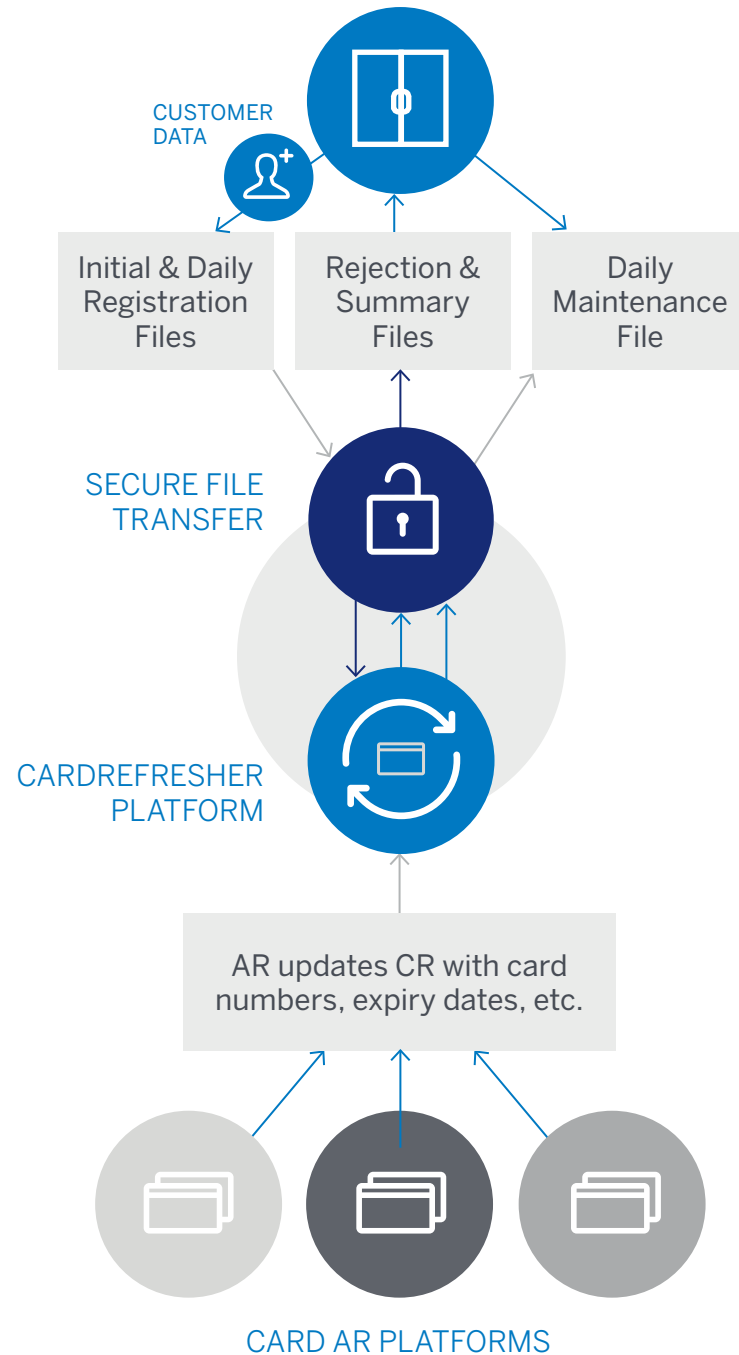 CUSTOMER
DATA
Initial & Daily
Registration
Files
Rejection &
Summary
Files
Daily
Maintenance
File
SECURE FILE
TRANSFER
CARDREFRESHER
PLATFORM
AR updates CR with card
numbers, expiry dates, etc.
CARD AR PLATFORMS